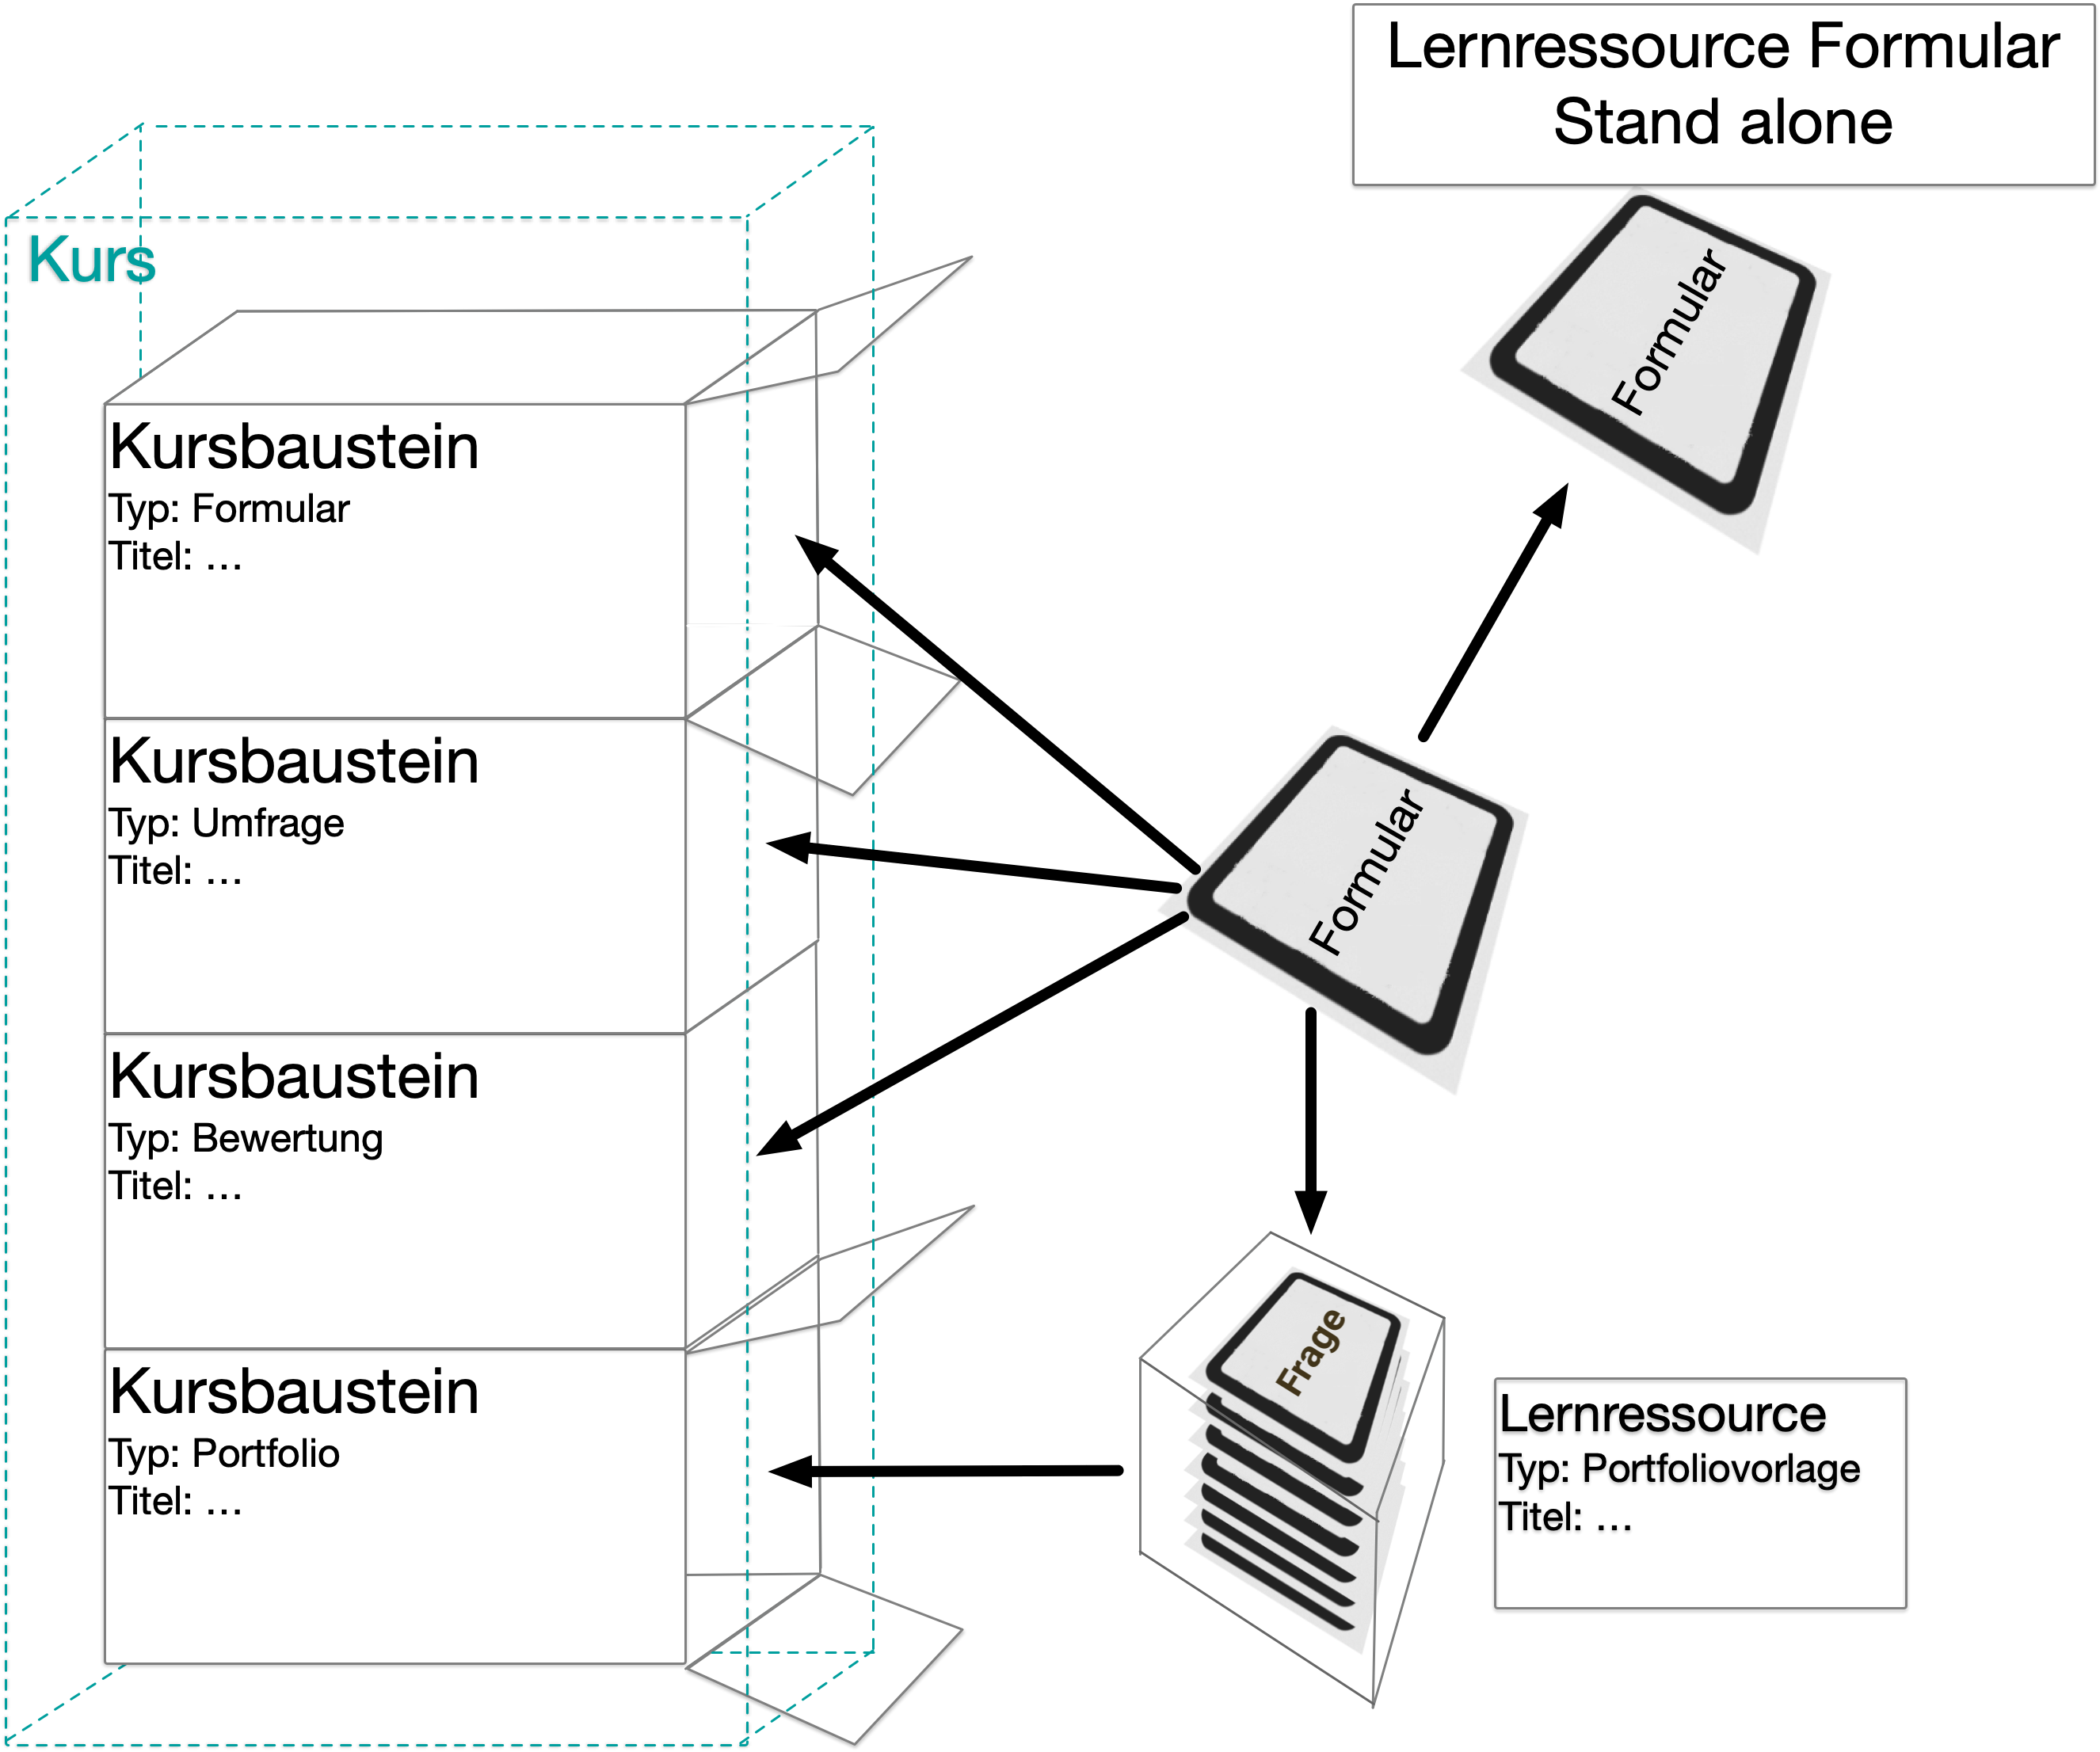 Lernressource Formular
Stand alone
Formular
Kurs
Kursbaustein
Typ: Formular
Titel: ...
Kursbaustein
Typ: Umfrage
Titel: ...
Formular
Kursbaustein
Typ: Bewertung
Titel: ...
Kursbaustein
Typ: Portfolio
Titel: ...
Frage
Lernressource
Typ: Portfoliovorlage
Titel: ...